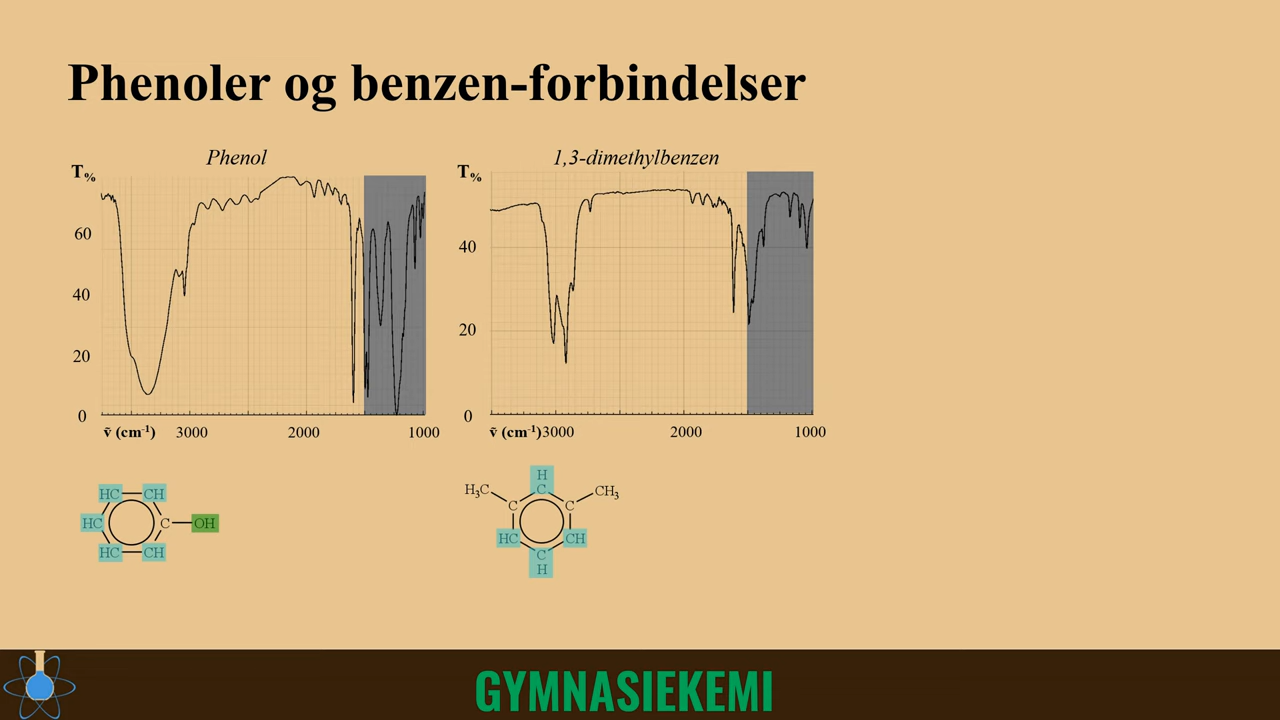 Phenoler og benzen-forbindelser
Phenol
T%
60
40
20
0
ṽ (cm-1) 3000 2000 1000
1,3-dimethylbenzen
T%
40
20
0
ṽ (cm-1) 3000 2000 1000
HC CH
HC C OH
HC CH
H
H3C C CH3
C C
HC CH
C
H
GYMNASIEKEMI